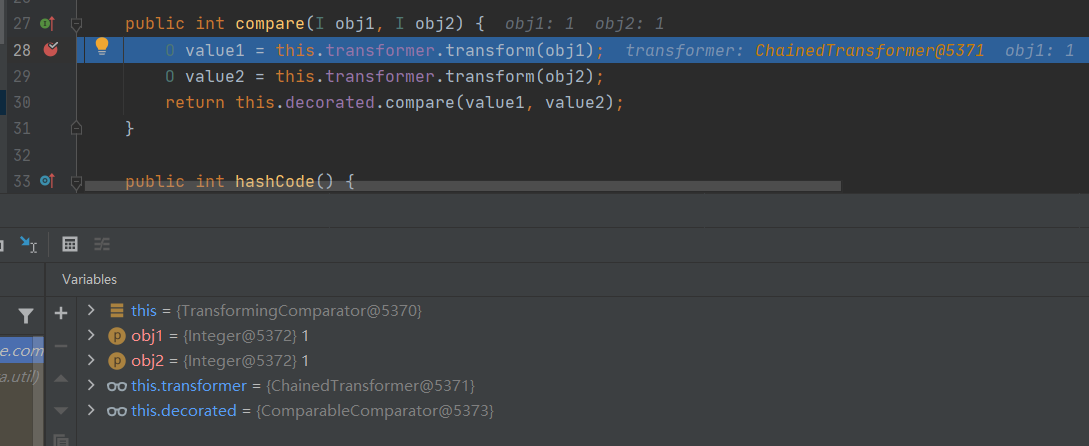 27 public int compare(I obj1, I obj2) { obj1: 1 obj2: 1
28 O value1 = this.transformer.transform(obj1); transformer: ChainedTransformer@5371 obj1: 1
29 O value2 = this.transformer.transform(obj2);
30 return this.decorated.compare(value1, value2);
31 }
32
33 public int hashCode() {
Variables
this = {TransformingComparator@5370}
obj1 = {Integer@5372} 1
e.com
obj2 = {Integer@5372} 1
a.util)
this.transformer = {ChainedTransformer@5371}
this.decorated = {ComparableComparator@5373}